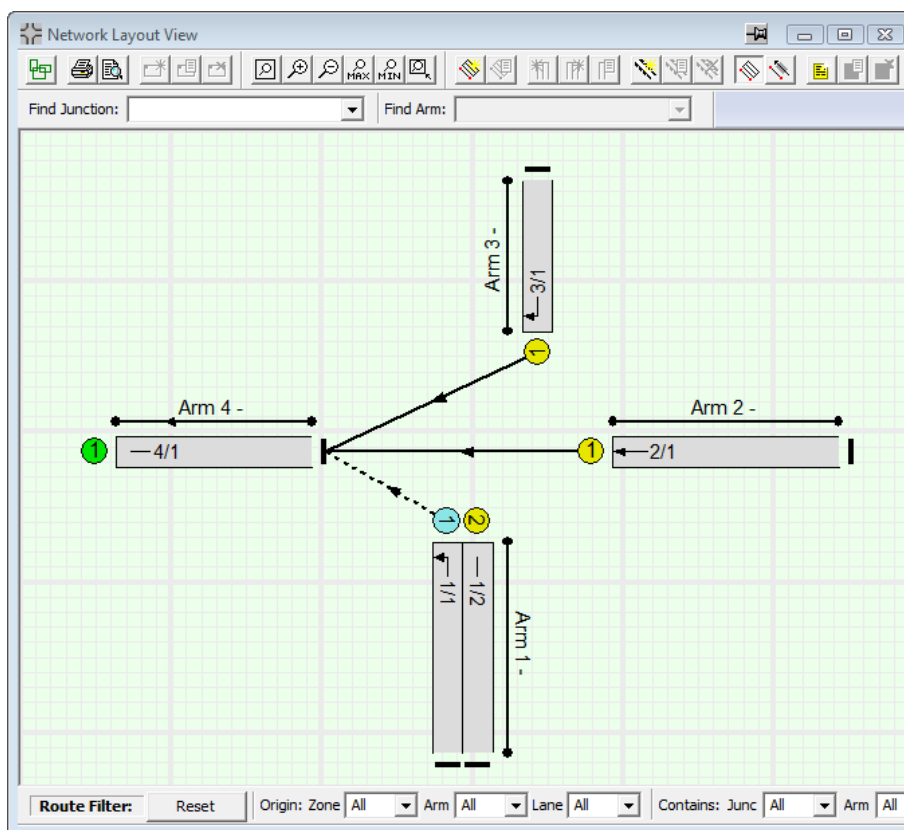 Network Layout View
MAX MIN
Find Junction: Find Arm:
Arm 3 -
3/1
1
Arm 4 -
Arm 2 -
1
4/1
1
2/1
1
2
1/1
1/2
Arm 1 -
Route Filter: Reset Origin: Zone All Arm All Lane All Contains: Junc All Arm All